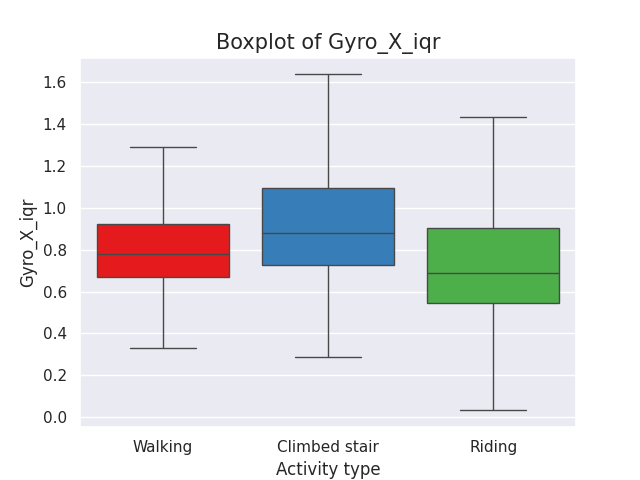 Boxplot of Gyro_X_iqr
1.6
1.4
1.2
1.0
0.8
0.6
0.4
0.2
0.0
Gyro_X_iqr
Walking
Climbed stair
Riding
Activity type